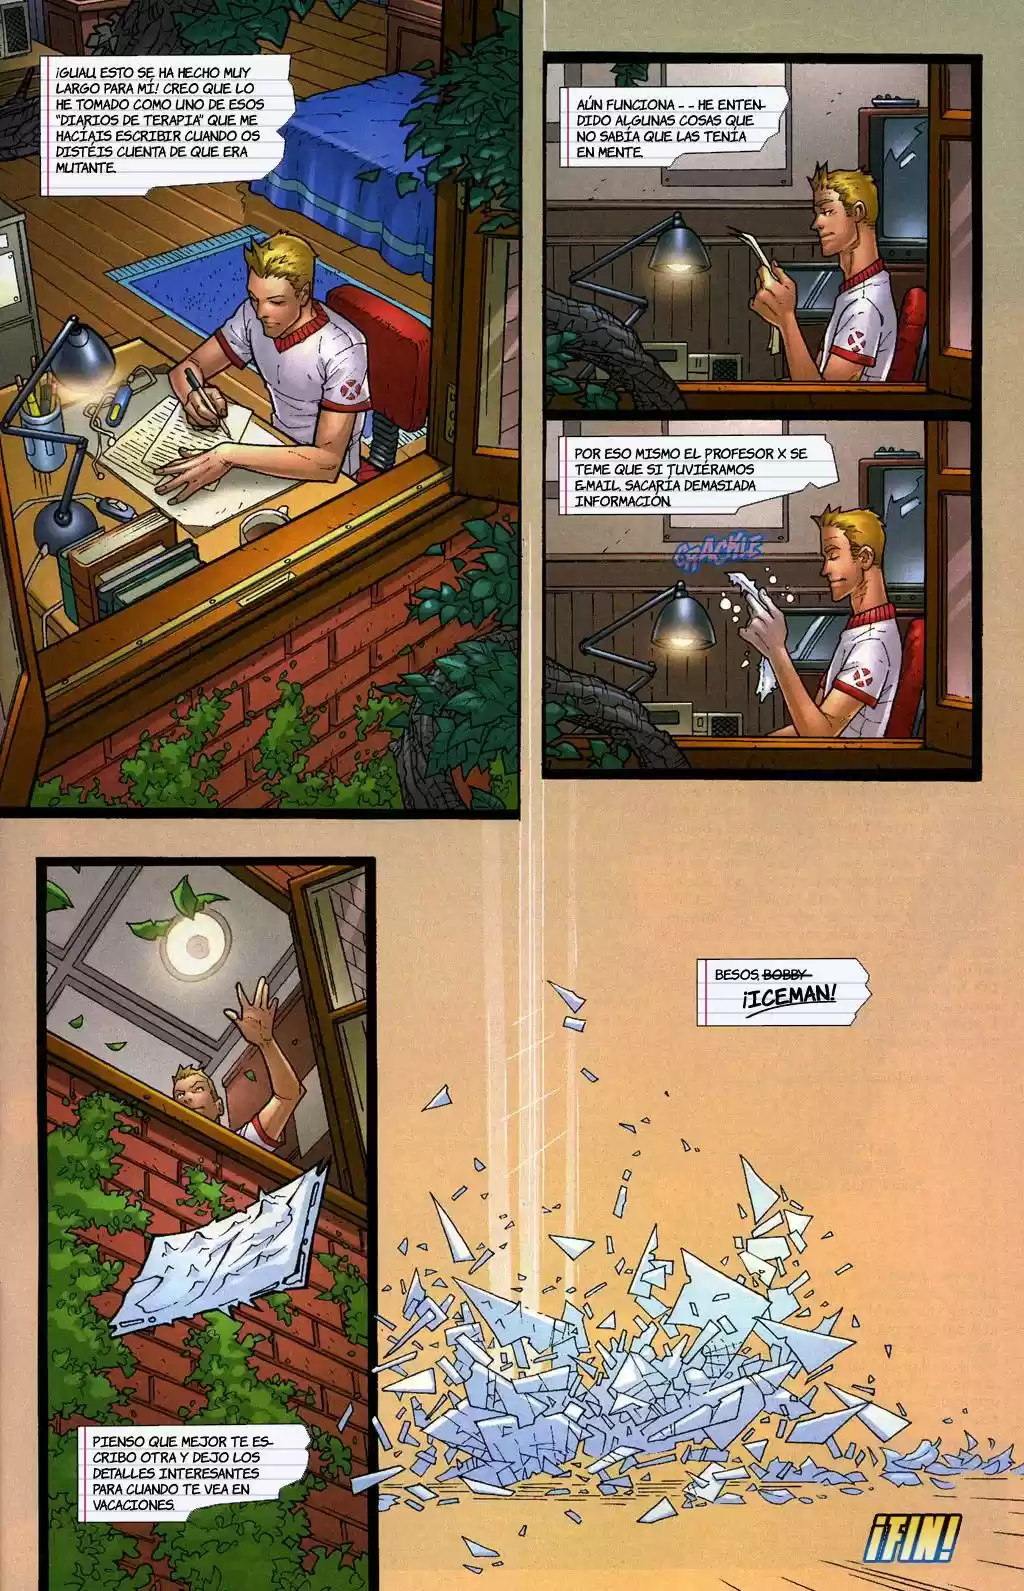 ¡GUAU, ESTO SE HA HECHO MUY
LARGO PARA MÍ! CREO QUE LO
HE TOMADO COMO UNO DE ESOS
"DIARIOS DE TERAPIA" QUE ME
HACÍAIS ESCRIBIR CUANDO OS
DISTÉIS CUENTA DE QUE ERA
MUTANTE.
AÚN FUNCIONA - - HE ENTEN-
DIDO ALGUNAS COSAS QUE
NO SABÍA QUE LAS TENÍA
EN MENTE.
POR ESO MISMO EL PROFESOR X SE
TEME QUE SI TUVIÉRAMOS
E-MAIL, SACARÍA DEMASIADA
INFORMACIÓN.
CRACKLE
PIENSO QUE MEJOR TE ES-
CRIBO OTRA Y DEJO LOS
DETALLES INTERESANTES
PARA CUANDO TE VEA EN
VACACIONES.
BESOS, BOBBY
¡ICEMAN!
¡FIN!